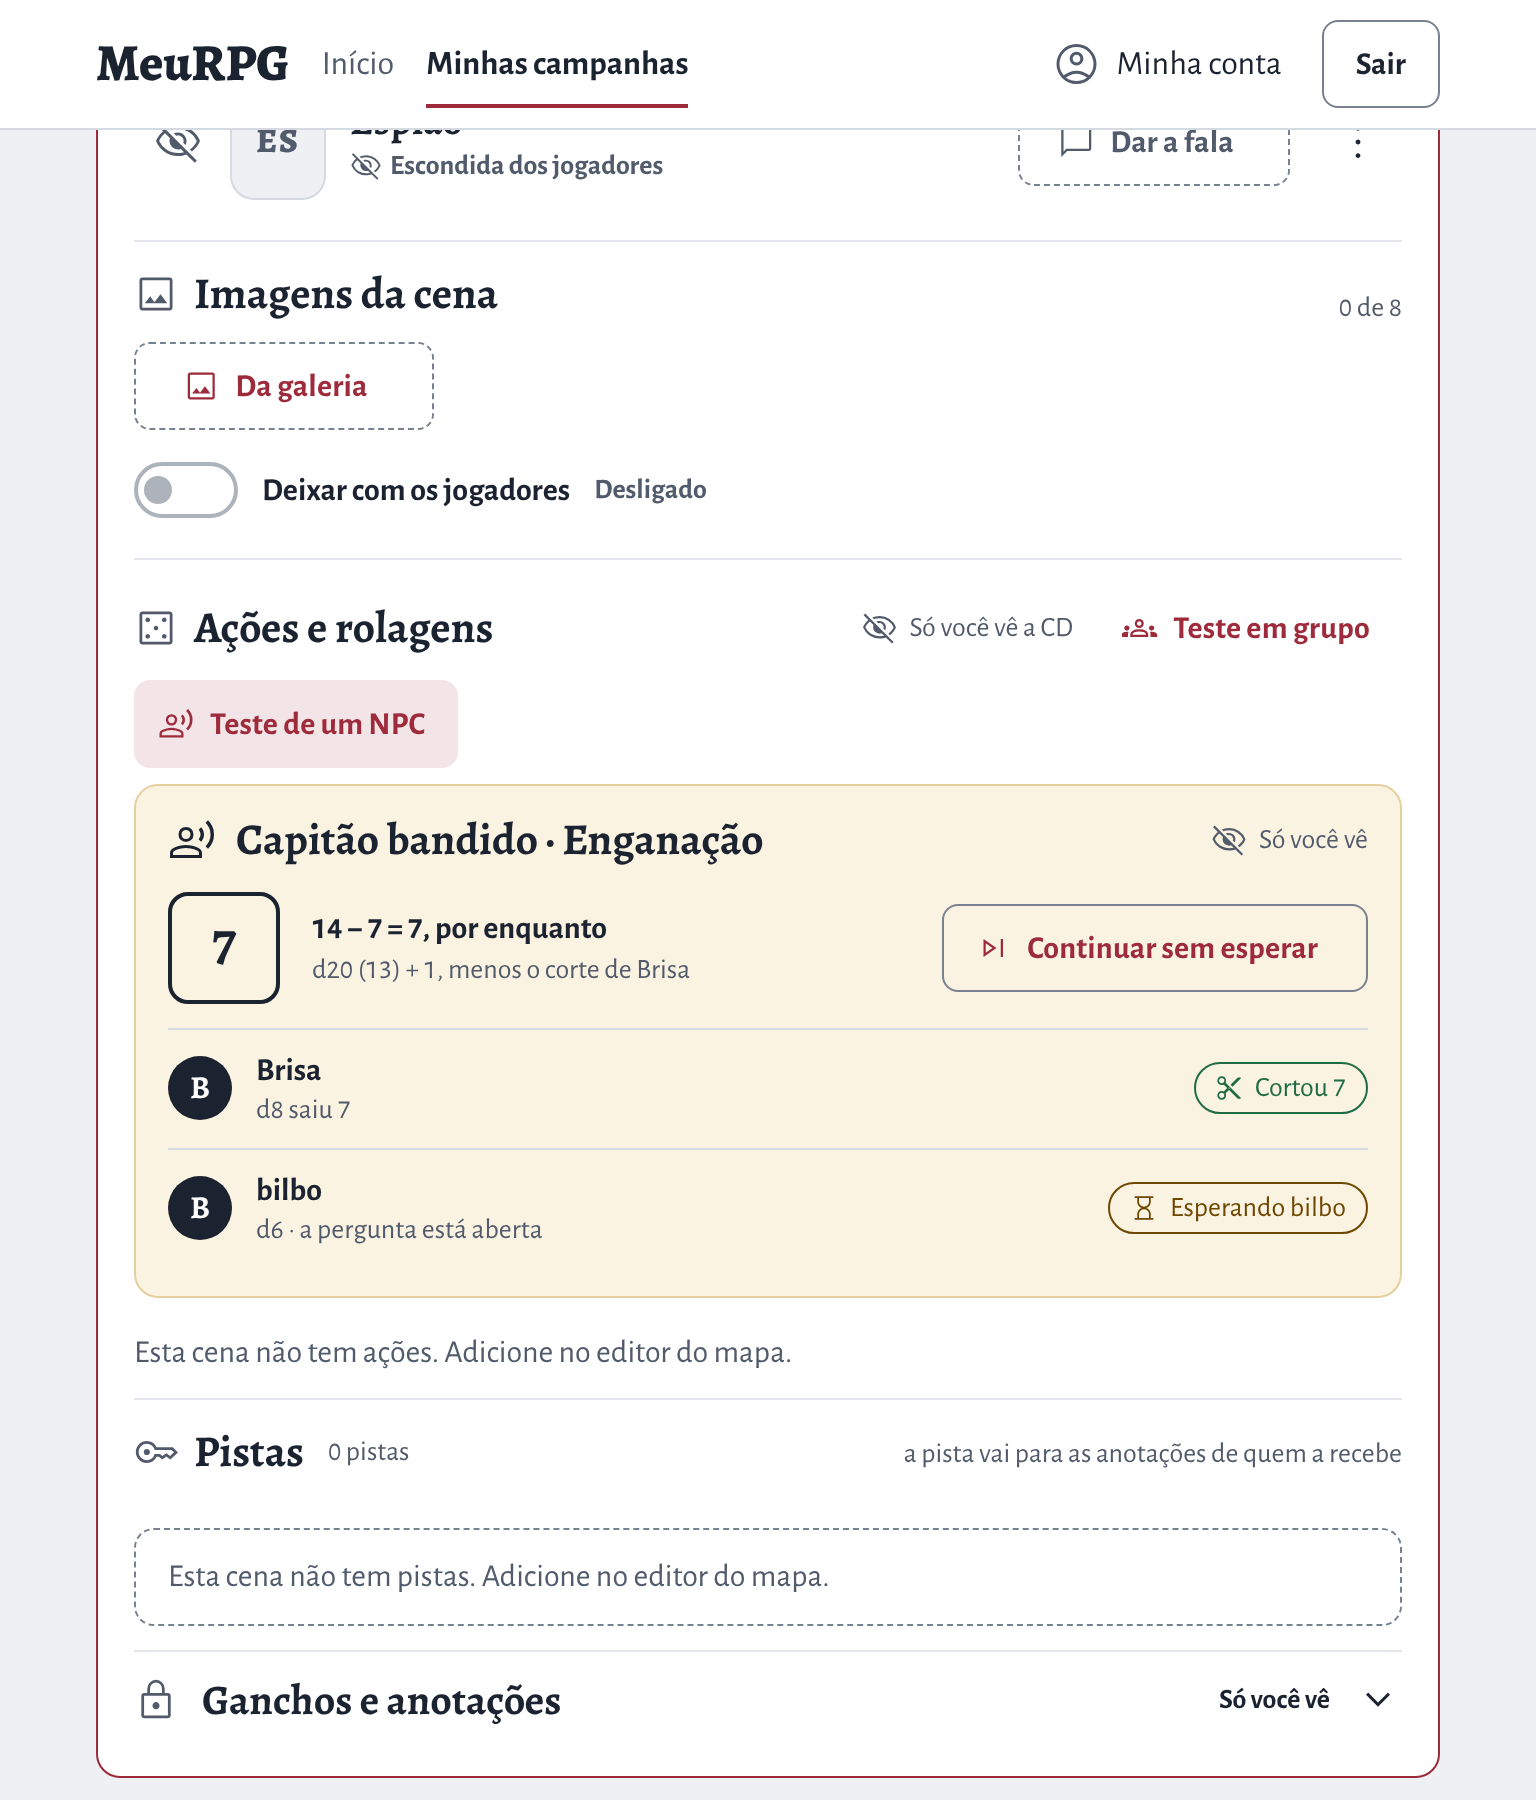 MeuRPG Início Minhas campanhas Minha conta Sair
ES Espião Dar a fala
Escondida dos jogadores
Imagens da cena 0 de 8
Da galeria
Deixar com os jogadores Desligado
Ações e rolagens Só você vê a CD Teste em grupo
Teste de um NPC
Capitão bandido · Enganação Só você vê
7 14 – 7 = 7, por enquanto Continuar sem esperar
d20 (13) + 1, menos o corte de Brisa
B Brisa Cortou 7
d8 saiu 7
B bilbo Esperando bilbo
d6 · a pergunta está aberta
Esta cena não tem ações. Adicione no editor do mapa.
Pistas 0 pistas a pista vai para as anotações de quem a recebe
Esta cena não tem pistas. Adicione no editor do mapa.
Ganchos e anotações Só você vê